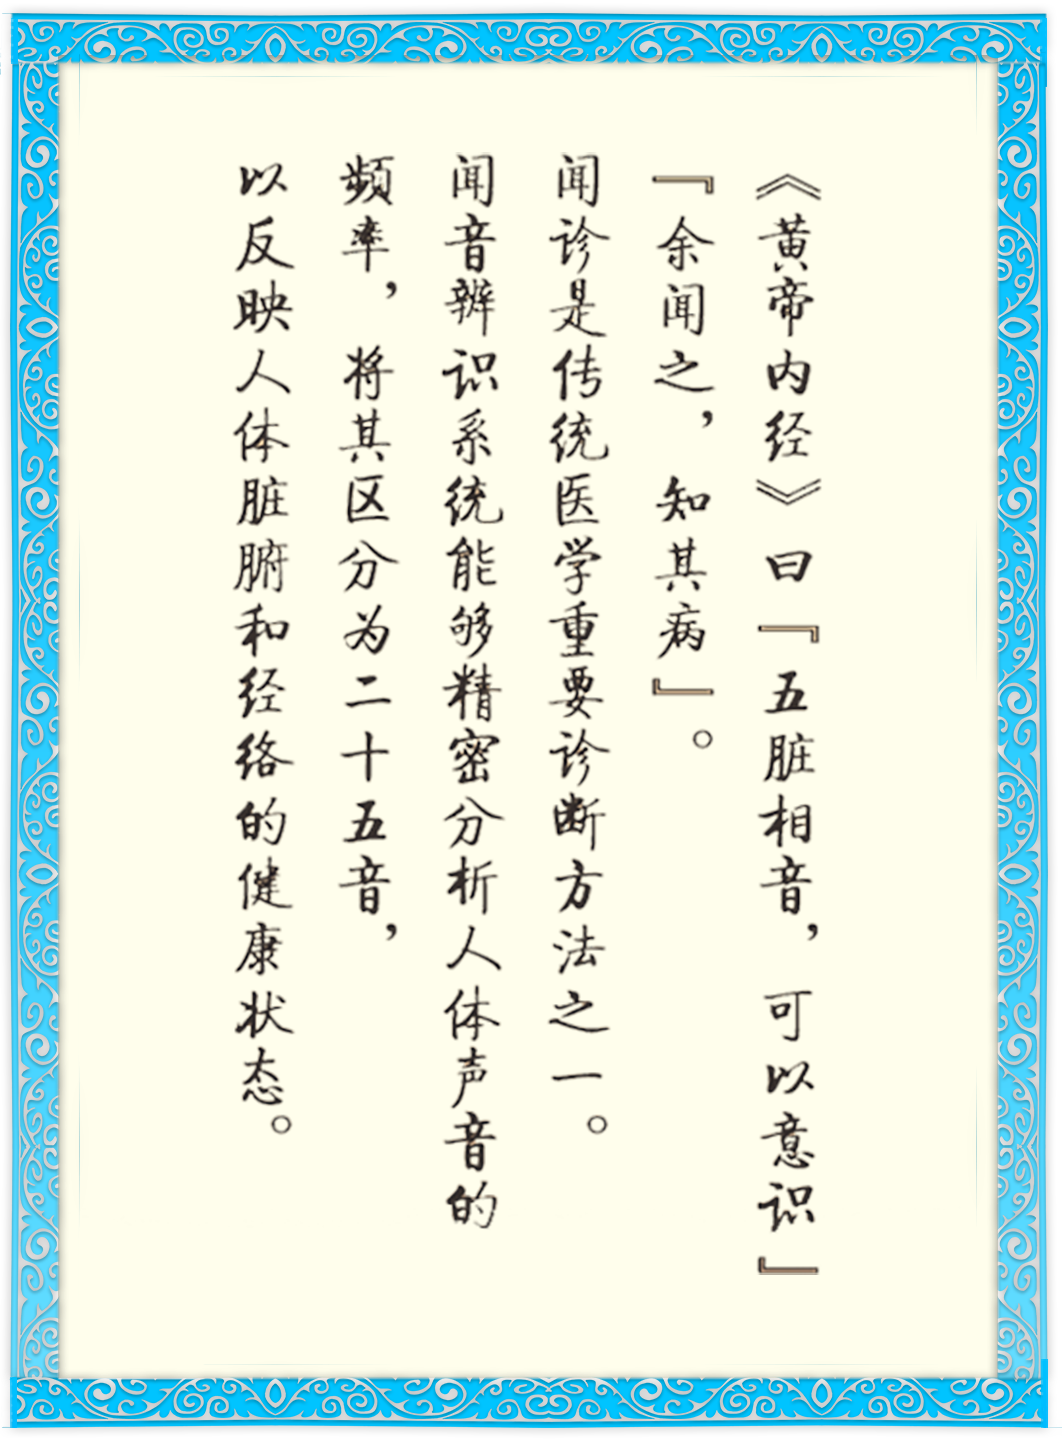 《黄帝内经》曰『五脏相音，可以意识』
『余闻之，知其病』。
闻诊是传统医学重要诊断方法之一。
闻音辨识系统能够精密分析人体声音的
频率，将其区分为二十五音，
以反映人体脏腑和经络的健康状态。